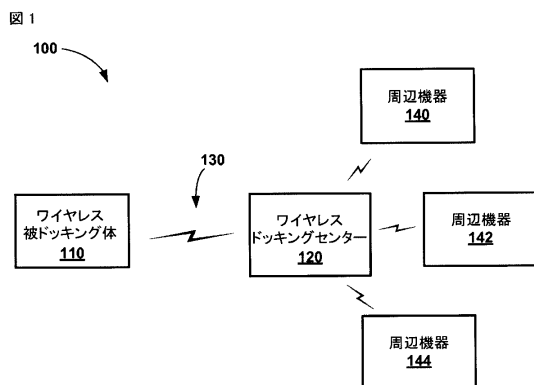 図1
100
周辺機器
140
130
ワイヤレス
被ドッキング体
110
ワイヤレス
ドッキングセンター
120
周辺機器
142
周辺機器
144